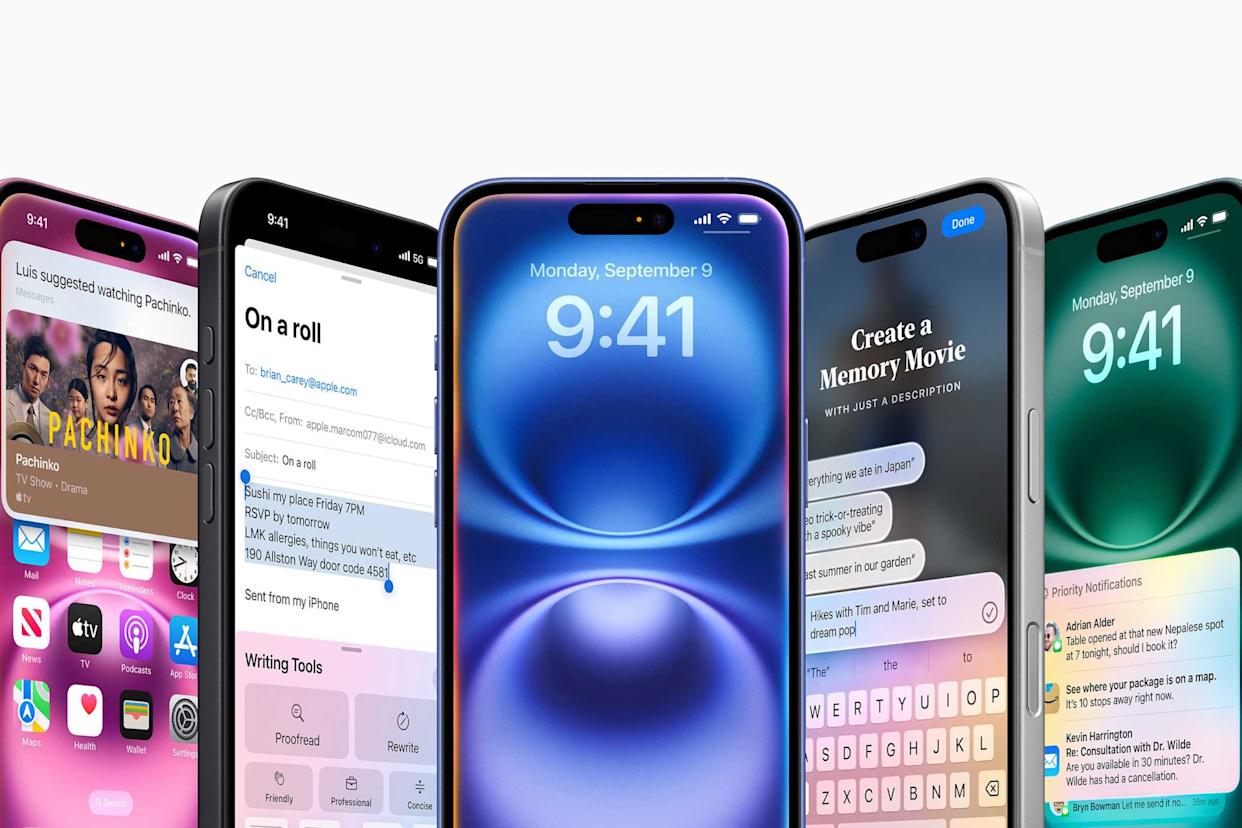 9:41
Luis suggested watching Pachinko.
Messages
PACHINKO
Pachinko
TV Show · Drama
tv
Mail
Notes
Reminders
Clock
tv
News
TV
Podcasts
App Stor
Maps
Health
Wallet
Settings
Search
9:41
5G
Cancel
On a roll
To: brian_carey@apple.com
Cc/Bcc, From: apple.marcom077@icloud.com
Subject: On a roll
Sushi my place Friday 7PM
RSVP by tomorrow
LMK allergies, things you won't eat, etc
190 Allston Way door code 4581
Sent from my iPhone
Writing Tools
Proofread
Rewrite
Friendly
Professional
Concise
Monday, September 9
9:41
Done
Create a
Memory Movie
WITH JUST A DESCRIPTION
erything we ate in Japan"
eo trick-or-treating
h a spooky vibe"
ast summer in our garden"
Hikes with Tim and Marie, set to
dream pop
"The"
the
to
W E R T Y U I O P
S D F G H J K L
Z X C V B N M
Monday, September 9
9:41
Priority Notifications
Adrian Alder
Table opened at that new Nepalese spot
at 7 tonight, should I book it?
See where your package is on a map.
It's 10 stops away right now.
Kevin Harrington
Re: Consultation with Dr. Wilde
Are you available in 30 minutes? Dr.
Wilde has had a cancellation.
Bryn Bowman Let me send it no... 35m ago